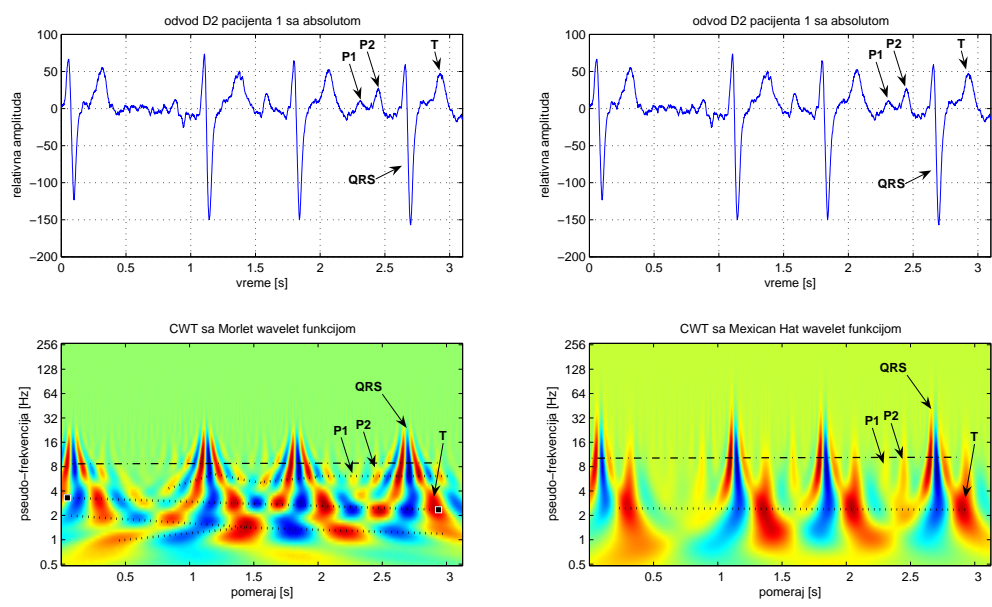 odvod D2 pacijenta 1 sa absolutom
100
50
0
−50
−100
−150
−200
relativna amplituda
P1
P2
T
QRS
0
0.5
1
1.5
2
2.5
3
vreme [s]
odvod D2 pacijenta 1 sa absolutom
100
50
0
−50
−100
−150
−200
relativna amplituda
P1
P2
T
QRS
0
0.5
1
1.5
2
2.5
3
vreme [s]
CWT sa Morlet wavelet funkcijom
256
128
64
32
16
8
4
2
1
0.5
pseudo−frekvencija [Hz]
QRS
P1
P2
T
0.5
1
1.5
2
2.5
3
pomeraj [s]
CWT sa Mexican Hat wavelet funkcijom
256
128
64
32
16
8
4
2
1
0.5
pseudo−frekvencija [Hz]
QRS
P1
P2
T
0.5
1
1.5
2
2.5
3
pomeraj [s]